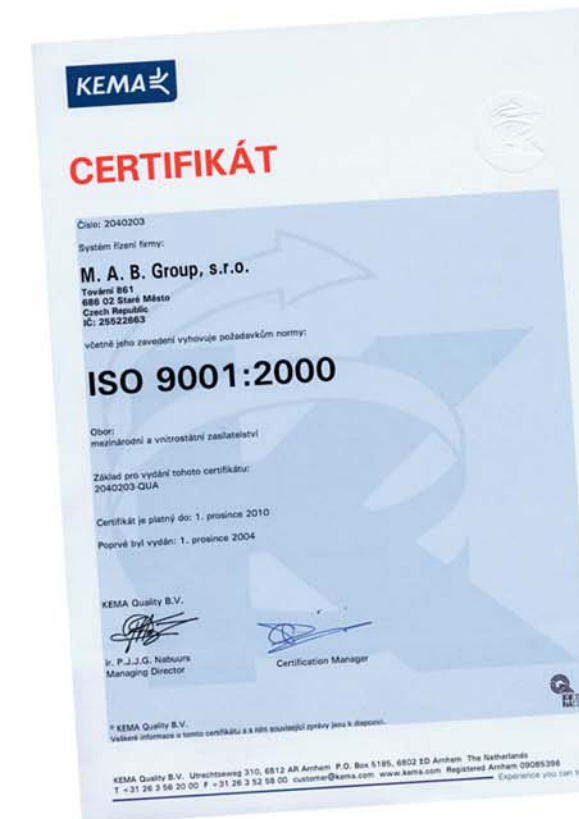 KEMA
CERTIFIKÁT
Číslo: 2040203
Systém řízení firmy:
M. A. B. Group, s.r.o.
Tovární 861
686 02 Staré Město
Czech Republic
IČ: 25522663
včetně jeho zavedení vyhovuje požadavkům normy:
ISO 9001:2000
Obor:
mezinárodní a vnitrostátní zasílatelství
Základ pro vydání tohoto certifikátu:
2040203-QUA
Certifikát je platný do: 1. prosince 2010
Poprvé byl vydán: 1. prosince 2004
KEMA Quality B.V.
ir. P.J.J.G. Nabuurs
Managing Director
Certification Manager
® KEMA Quality B.V.
Veškeré informace o tomto certifikátu a s ním související zprávy jsou k dispozici.
KEMA Quality B.V. Utrechtseweg 310, 6812 AR Arnhem P.O. Box 5185, 6802 ED Arnhem The Netherlands
T +31 26 3 56 20 00 F +31 26 3 52 58 00 customer@kema.com www.kema.com Registered Arnhem 09085396
Experience you can